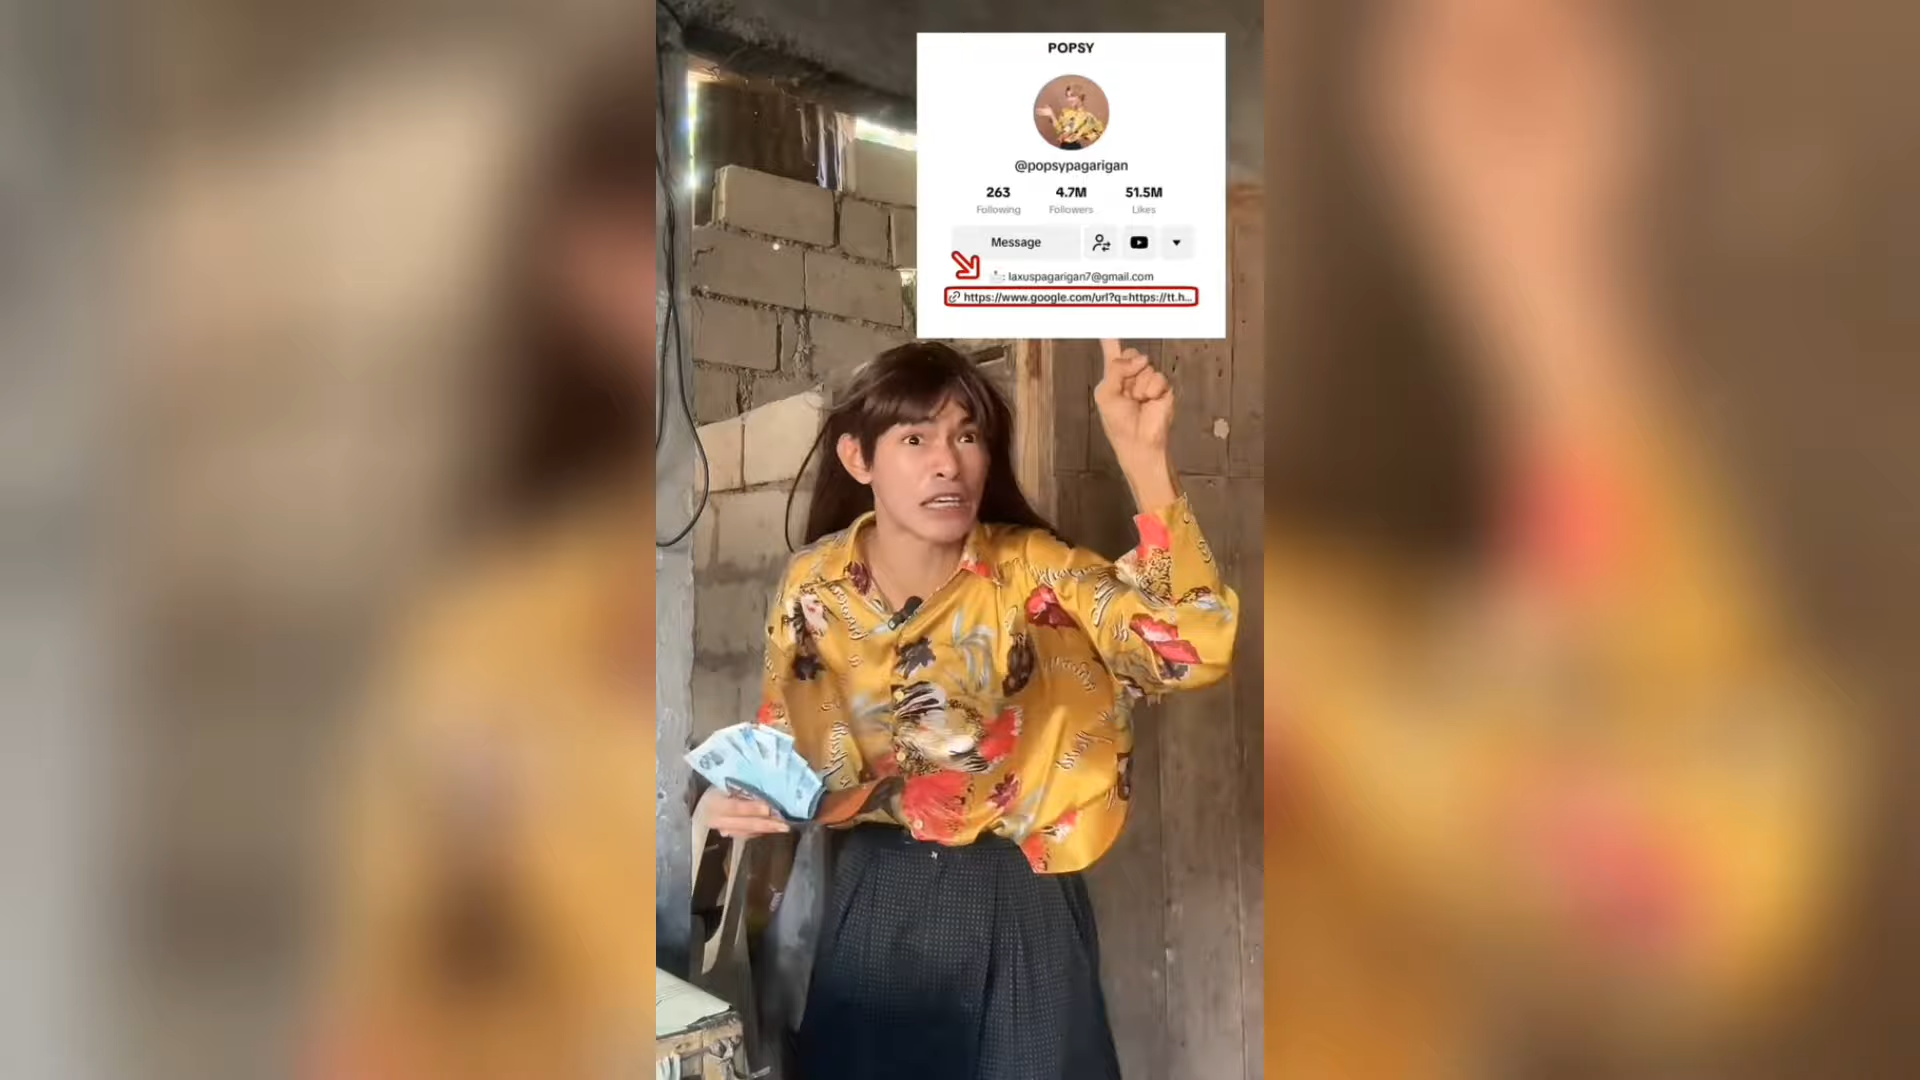 POPSY
@popsypagarigan
263 4.7M 51.5M
Following Followers Likes
Message
: laxuspagarigan7@gmail.com
https://www.google.com/url?q=https://tt.h...